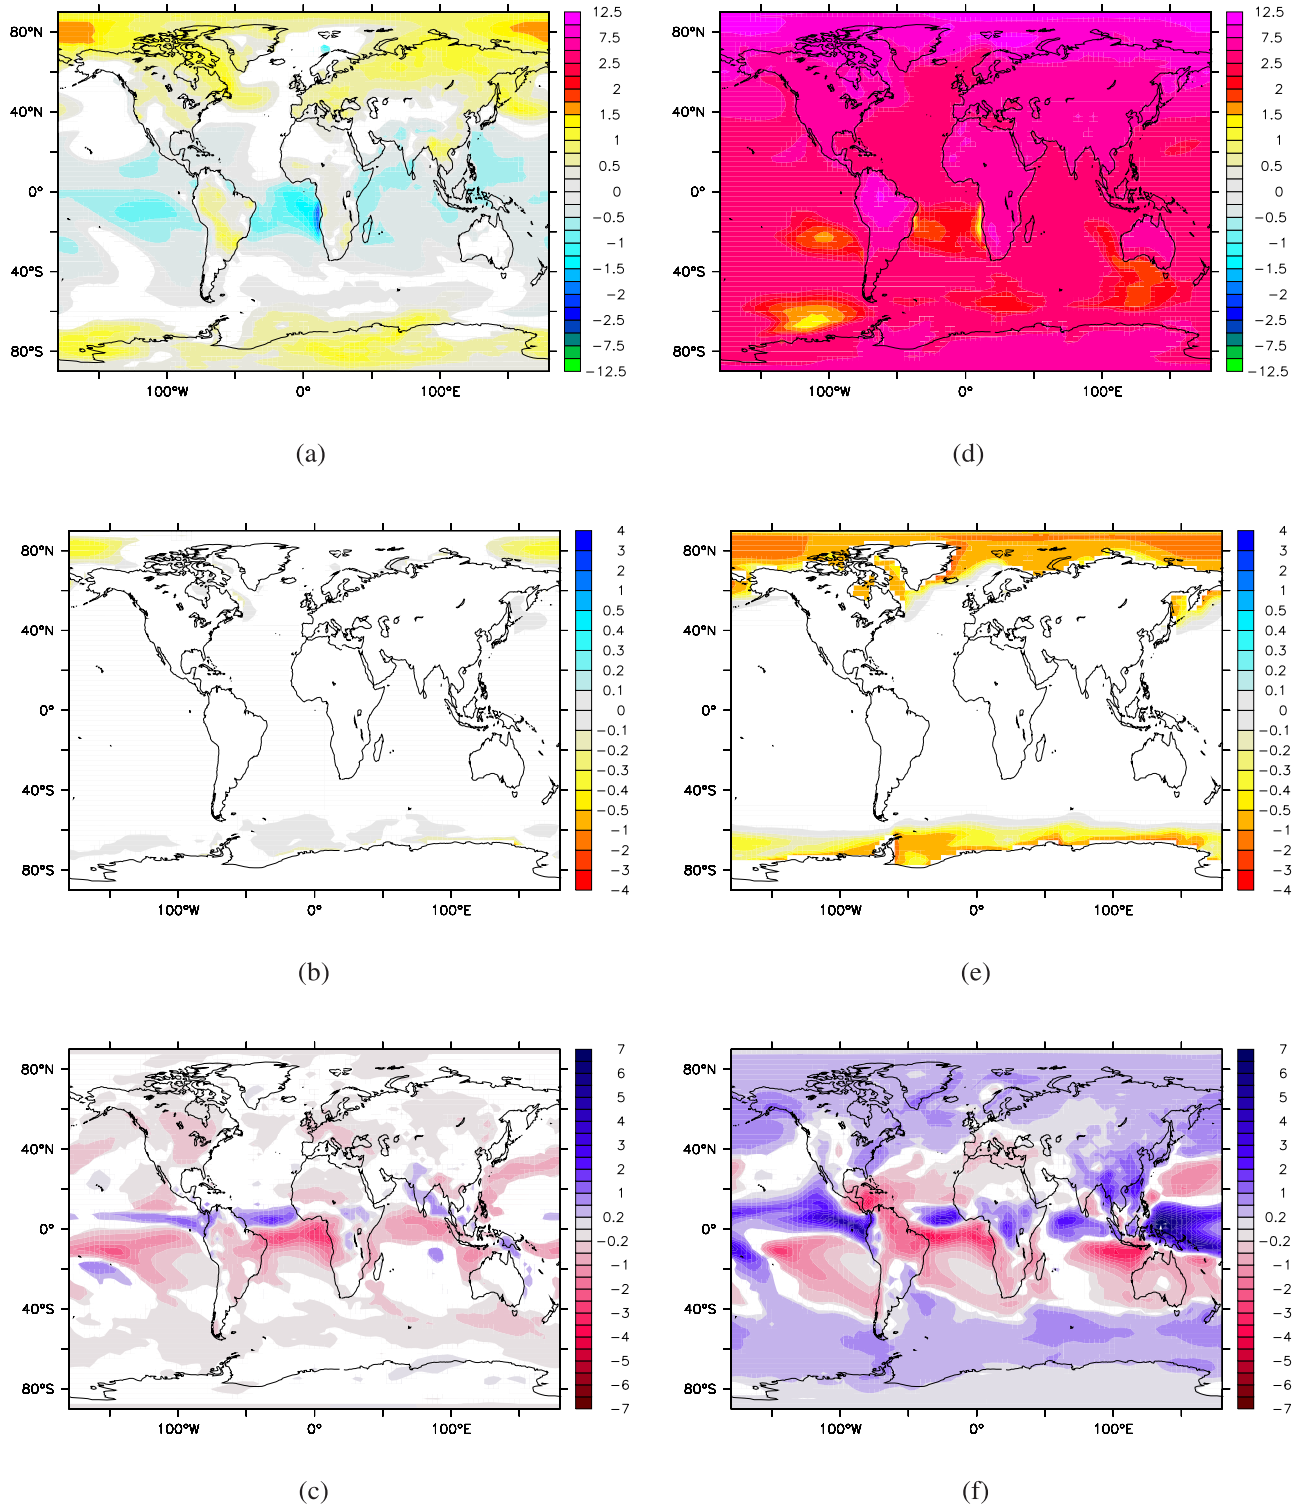 80°N
40°N
0°
40°S
80°S
100°W
0°
100°E
12.5
7.5
2.5
2
1.5
1
0.5
0
−0.5
−1
−1.5
−2
−2.5
−7.5
−12.5
(a)
80°N
40°N
0°
40°S
80°S
100°W
0°
100°E
12.5
7.5
2.5
2
1.5
1
0.5
0
−0.5
−1
−1.5
−2
−2.5
−7.5
−12.5
(d)
80°N
40°N
0°
40°S
80°S
100°W
0°
100°E
4
3
2
1
0.5
0.4
0.3
0.2
0.1
0
−0.1
−0.2
−0.3
−0.4
−0.5
−1
−2
−3
−4
(b)
80°N
40°N
0°
40°S
80°S
100°W
0°
100°E
4
3
2
1
0.5
0.4
0.3
0.2
0.1
0
−0.1
−0.2
−0.3
−0.4
−0.5
−1
−2
−3
−4
(e)
80°N
40°N
0°
40°S
80°S
100°W
0°
100°E
7
6
5
4
3
2
1
0.2
−0.2
−1
−2
−3
−4
−5
−6
−7
(c)
80°N
40°N
0°
40°S
80°S
100°W
0°
100°E
7
6
5
4
3
2
1
0.2
−0.2
−1
−2
−3
−4
−5
−6
−7
(f)